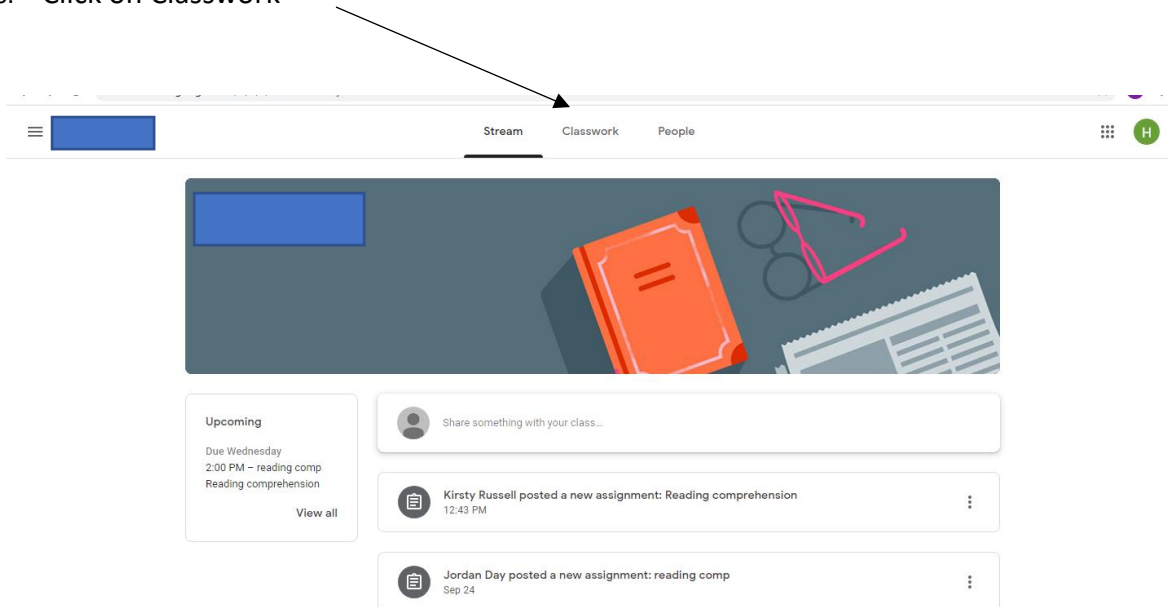 Click on Classwork
Stream Classwork People
H
Upcoming
Due Wednesday
2:00 PM – reading comp
Reading comprehension
View all
Share something with your class...
Kirsty Russell posted a new assignment: Reading comprehension
12:43 PM
Jordan Day posted a new assignment: reading comp
Sep 24